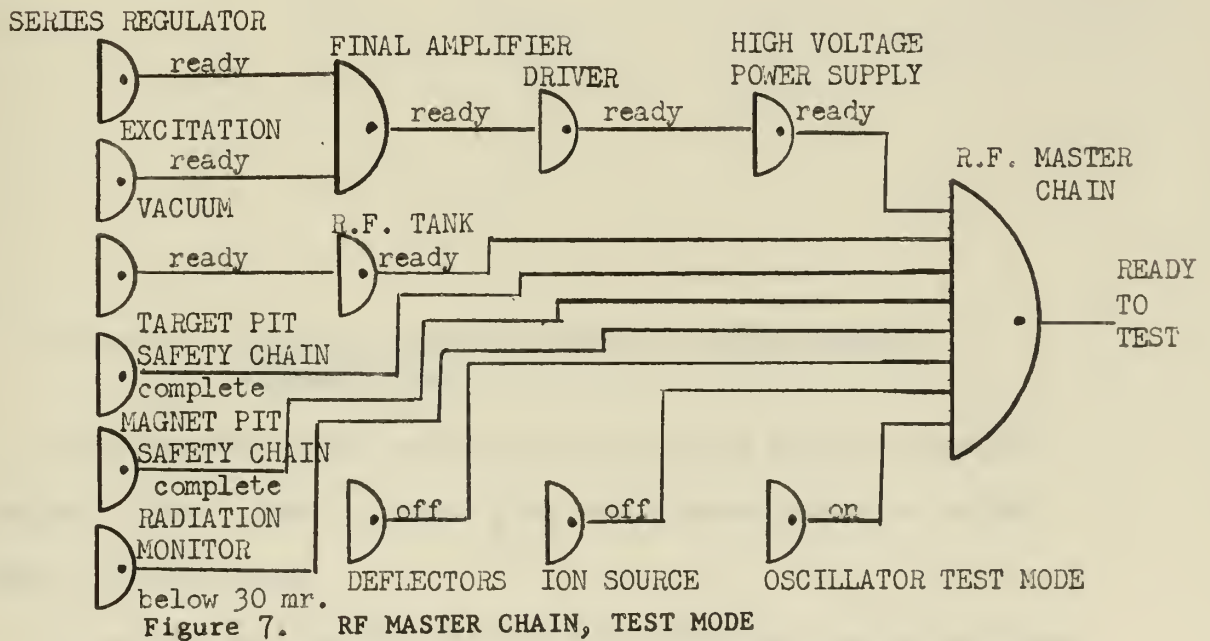 SERIES REGULATOR
ready
FINAL AMPLIFIER
ready
DRIVER
ready
HIGH VOLTAGE
POWER SUPPLY
ready
EXCITATION
ready
R.F. MASTER
CHAIN
VACUUM
ready
R.F. TANK
ready
READY
TO
TEST
TARGET PIT
SAFETY CHAIN
complete
MAGNET PIT
SAFETY CHAIN
complete
RADIATION
MONITOR
below 30 mr.
off
DEFLECTORS
off
ION SOURCE
on
OSCILLATOR TEST MODE
Figure 7. RF MASTER CHAIN, TEST MODE